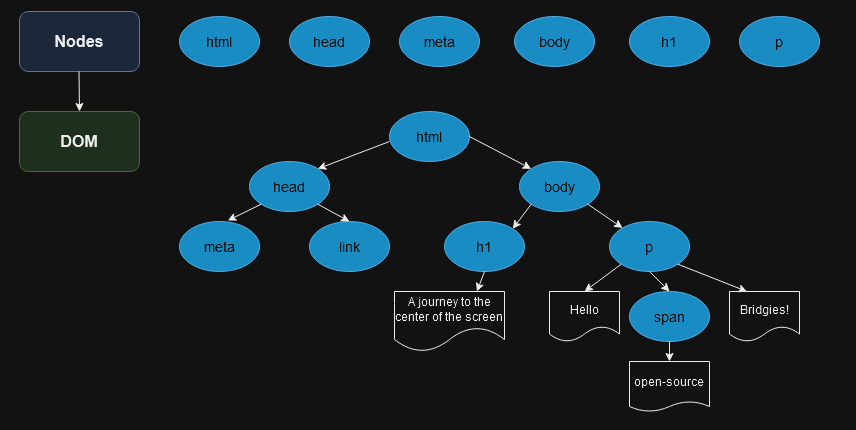 Nodes
html
head
meta
body
h1
p
DOM
html
head
body
meta
link
h1
p
A journey to the
center of the screen
Hello
span
Bridgies!
open-source